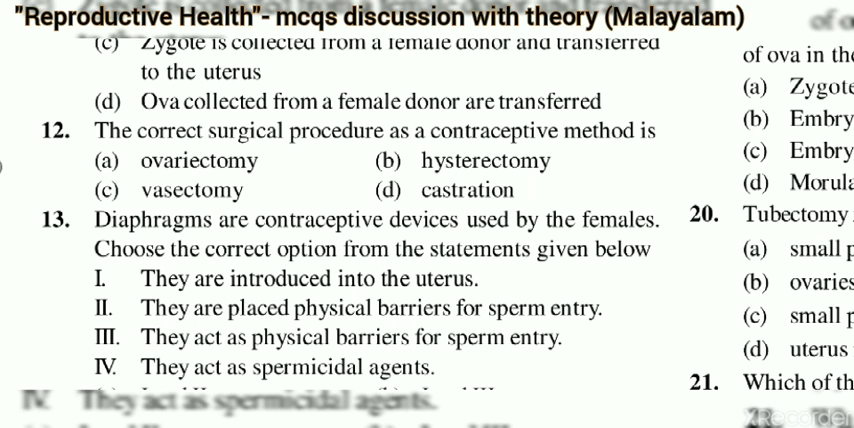 "Reproductive Health"- mcqs discussion with theory (Malayalam)
(c) Zygote is collected from a female donor and transferred
to the uterus
(d) Ova collected from a female donor are transferred
12. The correct surgical procedure as a contraceptive method is
(a) ovariectomy (b) hysterectomy
(c) vasectomy (d) castration
13. Diaphragms are contraceptive devices used by the females.
Choose the correct option from the statements given below
I. They are introduced into the uterus.
II. They are placed physical barriers for sperm entry.
III. They act as physical barriers for sperm entry.
IV. They act as spermicidal agents.
IV. They act as spermicidal agents.
of ova in the
(a) Zygote
(b) Embry
(c) Embry
(d) Morula
20. Tubectomy
(a) small p
(b) ovaries
(c) small p
(d) uterus
21. Which of th
XRecorder